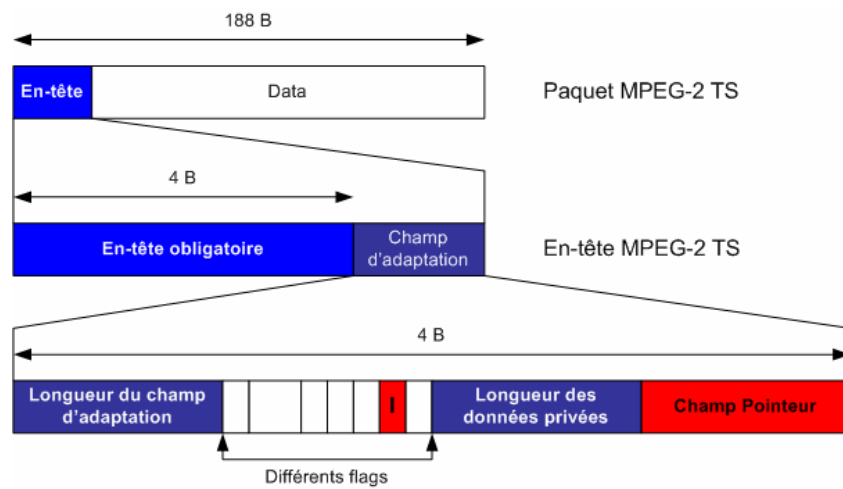 188 B
En-tête
Data
Paquet MPEG-2 TS
4 B
En-tête obligatoire
Champ
d'adaptation
En-tête MPEG-2 TS
4 B
Longueur du champ
d'adaptation
I
Longueur des
données privées
Champ Pointeur
Différents flags